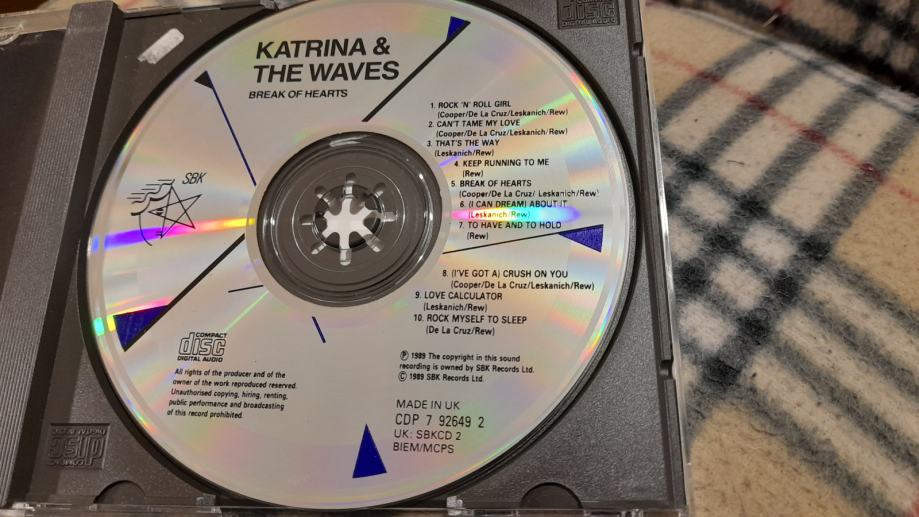 KATRINA &
THE WAVES
BREAK OF HEARTS
SBK
1. ROCK 'N' ROLL GIRL
(Cooper/De La Cruz/Leskanich/Rew)
2. CAN'T TAME MY LOVE
(Cooper/De La Cruz/Leskanich/Rew)
3. THAT'S THE WAY
(Leskanich/Rew)
4. KEEP RUNNING TO ME
(Rew)
5. BREAK OF HEARTS
(Cooper/De La Cruz/ Leskanich/Rew)
6. (I CAN DREAM) ABOUT IT
(Leskanich/Rew)
7. TO HAVE AND TO HOLD
(Rew)
8. (I'VE GOT A) CRUSH ON YOU
(Cooper/De La Cruz/Leskanich/Rew)
9. LOVE CALCULATOR
(Leskanich/Rew)
10. ROCK MYSELF TO SLEEP
(De La Cruz/Rew)
COMPACT
disc
DIGITAL AUDIO
All rights of the producer and of the
owner of the work reproduced reserved.
Unauthorised copying, hiring, renting,
public performance and broadcasting
of this record prohibited.
℗ 1989 The copyright in this sound
recording is owned by SBK Records Ltd.
© 1989 SBK Records Ltd.
MADE IN UK
CDP 7 92649 2
UK: SBKCD 2
BIEM/MCPS
disc
DIGITAL AUDIO
COMPACT
disc
DIGITAL AUDIO